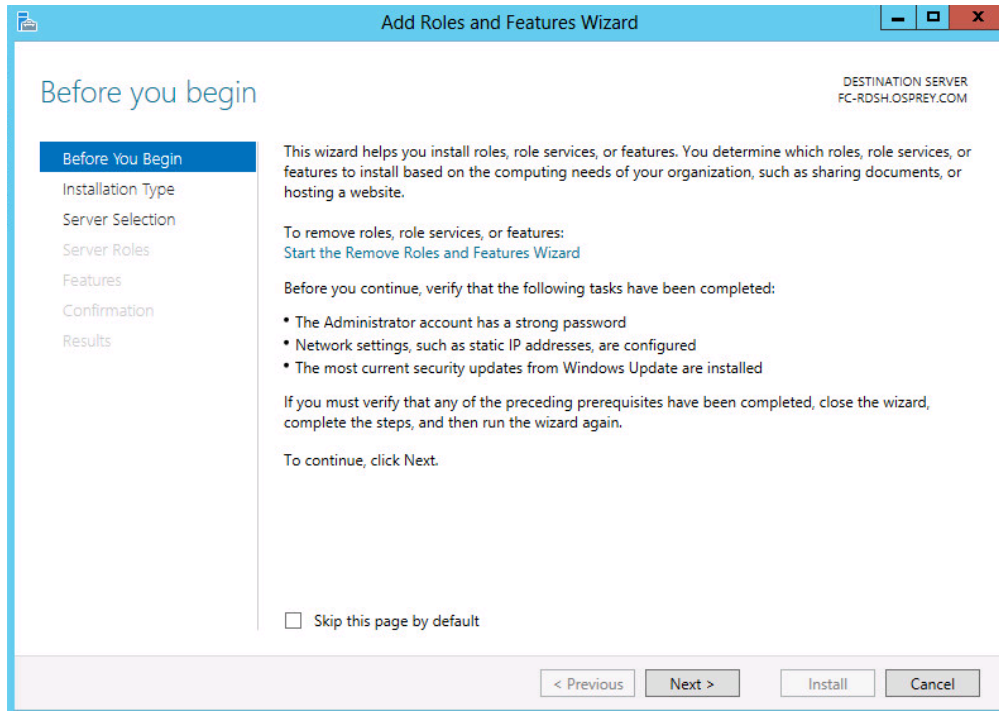 Add Roles and Features Wizard
Before you begin
DESTINATION SERVER
FC-RDSH.OSPREY.COM
Before You Begin
Installation Type
Server Selection
Server Roles
Features
Confirmation
Results
This wizard helps you install roles, role services, or features. You determine which roles, role services, or
features to install based on the computing needs of your organization, such as sharing documents, or
hosting a website.
To remove roles, role services, or features:
Start the Remove Roles and Features Wizard
Before you continue, verify that the following tasks have been completed:
• The Administrator account has a strong password
• Network settings, such as static IP addresses, are configured
• The most current security updates from Windows Update are installed
If you must verify that any of the preceding prerequisites have been completed, close the wizard,
complete the steps, and then run the wizard again.
To continue, click Next.
Skip this page by default
< Previous
Next >
Install
Cancel